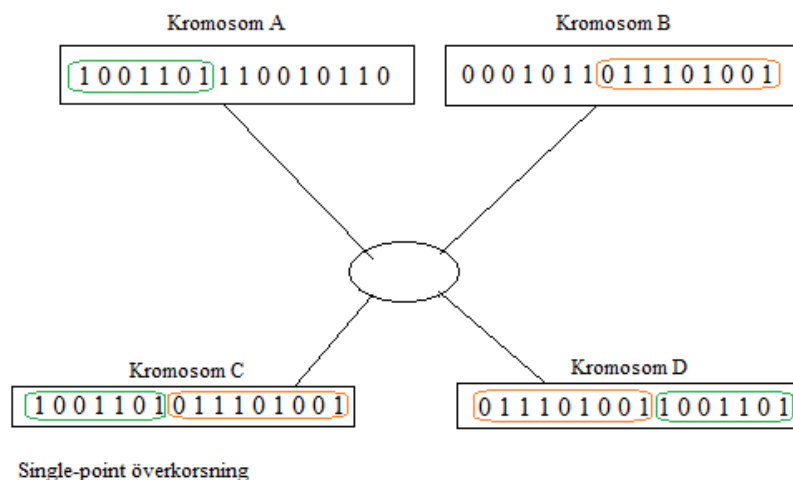 Kromosom A
Kromosom B
1 0 0 1 1 0 1 1 1 0 0 1 0 1 1 0
0 0 0 1 0 1 1 0 1 1 1 0 1 0 0 1
Kromosom C
Kromosom D
1 0 0 1 1 0 1 0 1 1 1 0 1 0 0 1
0 1 1 1 0 1 0 0 1 1 0 0 1 1 0 1
Single-point överkorsning